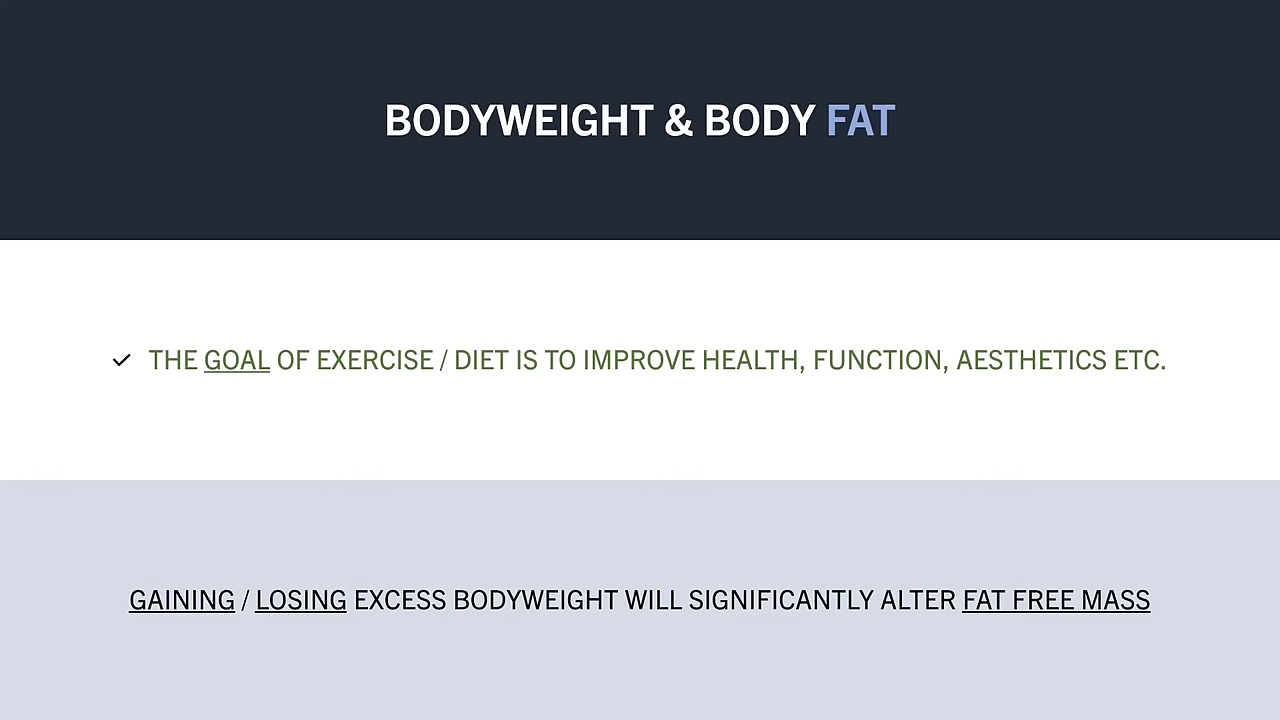 BODYWEIGHT & BODY FAT
✓ THE GOAL OF EXERCISE / DIET IS TO IMPROVE HEALTH, FUNCTION, AESTHETICS ETC.
GAINING / LOSING EXCESS BODYWEIGHT WILL SIGNIFICANTLY ALTER FAT FREE MASS